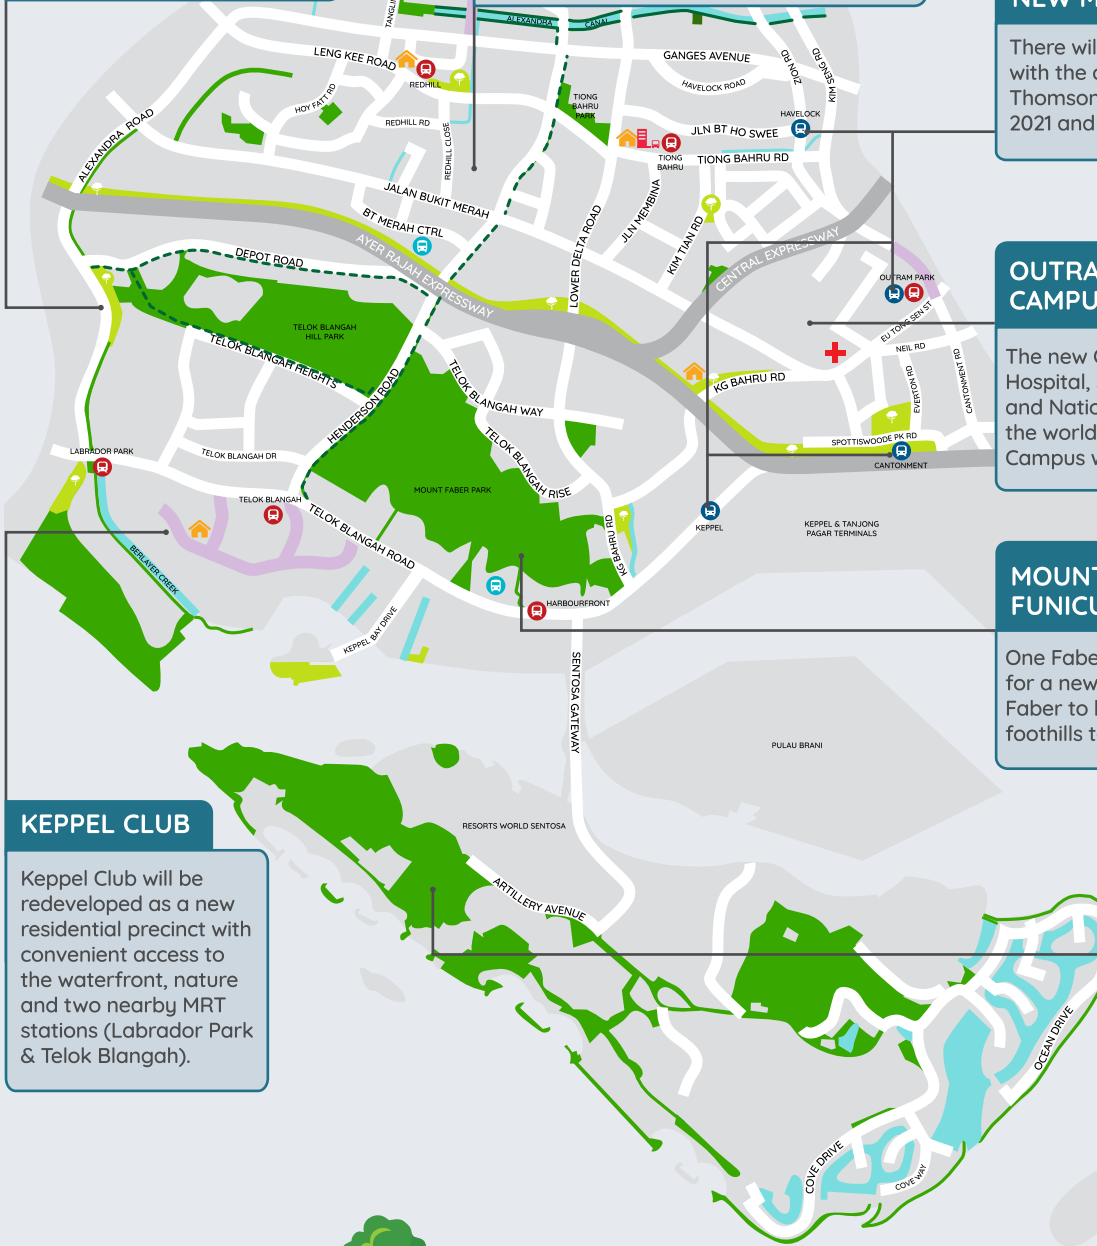 TANGLIN
ALEXANDRA
CANAL
NEW M
There wil
with the
Thomson
2021 and
LENG KEE ROAD
REDHILL
GANGES AVENUE
ZION RD
KIM SENG RD
HAVELOCK ROAD
HOY FATT RD
TIONG
BAHRU
PARK
HAVELOCK
ALEXANDRA ROAD
REDHILL RD
REDHILL CLOSE
JLN BT HO SWEE
TIONG
BAHRU
TIONG BAHRU RD
JALAN BUKIT MERAH
BT MERAH CTRL
LOWER DELTA ROAD
JLN MEMBINA
KIM TIAN RD
AYER RAJAH EXPRESSWAY
CENTRAL EXPRESSWAY
DEPOT ROAD
OUTRAM PARK
OUTRA
CAMPU
EU TONG SEN ST
NEIL RD
TELOK BLANGAH
HILL PARK
TELOK BLANGAH HEIGHTS
The new
Hospital,
and Natio
the world
Campus w
HENDERSON ROAD
TELOK BLANGAH WAY
KG BAHRU RD
EVERTON RD
CANTONMENT RD
TELOK BLANGAH RISE
SPOTTISWOODE PK RD
CANTONMENT
LABRADOR PARK
TELOK BLANGAH DR
TELOK BLANGAH
MOUNT FABER PARK
TELOK BLANGAH ROAD
KG BAHRU RD
KEPPEL
KEPPEL & TANJONG
PAGAR TERMINALS
BERLAYER CREEK
MOUNT
FUNICU
HARBOURFRONT
KEPPEL BAY DRIVE
One Fabe
for a new
Faber to
foothills t
SENTOSA GATEWAY
PULAU BRANI
KEPPEL CLUB
Keppel Club will be
redeveloped as a new
residential precinct with
convenient access to
the waterfront, nature
and two nearby MRT
stations (Labrador Park
& Telok Blangah).
RESORTS WORLD SENTOSA
ARTILLERY AVENUE
OCEAN DRIVE
COVE DRIVE
COVE WAY